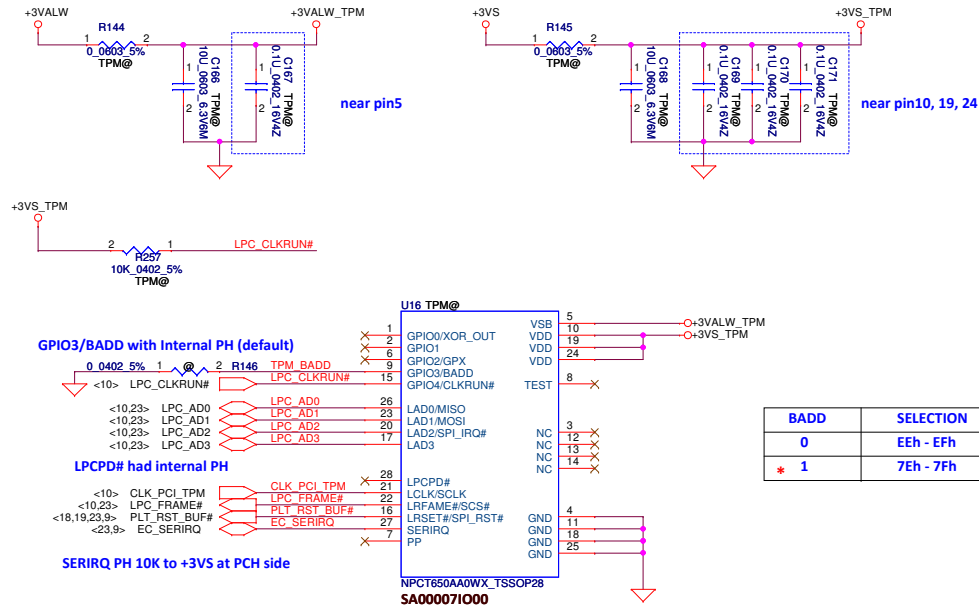 +3VALW +3VALW_TPM +3VS +3VS_TPM
R144 R145
1 2 1 2
0_0603_5% 0_0603_5%
TPM@ TPM@
1 2 C166 TPM@
10U_0603_6.3V6M
1 2 C167 TPM@
0.1U_0402_16V4Z
near pin5
1 2 C168 TPM@
10U_0603_6.3V6M
1 2 C169 TPM@
0.1U_0402_16V4Z
1 2 C170 TPM@
0.1U_0402_16V4Z
1 2 C171 TPM@
0.1U_0402_16V4Z
near pin10, 19, 24
+3VS_TPM
2 1 LPC_CLKRUN#
R257
10K_0402_5%
TPM@
U16 TPM@
GPIO3/BADD with Internal PH (default)
1 GPIO0/XOR_OUT
2 GPIO1
6 GPIO2/GPX
0_0402_5% 1 @ 2 R146 TPM_BADD 9 GPIO3/BADD
<10> LPC_CLKRUN# LPC_CLKRUN# 15 GPIO4/CLKRUN#
<10,23> LPC_AD0 LPC_AD0 26 LAD0/MISO
<10,23> LPC_AD1 LPC_AD1 23 LAD1/MOSI
<10,23> LPC_AD2 LPC_AD2 20 LAD2/SPI_IRQ#
<10,23> LPC_AD3 LPC_AD3 17 LAD3
LPCPD# had internal PH
28 LPCPD#
<10> CLK_PCI_TPM CLK_PCI_TPM 21 LCLK/SCLK
<10,23> LPC_FRAME# LPC_FRAME# 22 LRFAME#/SCS#
<18,19,23,9> PLT_RST_BUF# PLT_RST_BUF# 16 LRSET#/SPI_RST#
<23,9> EC_SERIRQ EC_SERIRQ 27 SERIRQ
7 PP
SERIRQ PH 10K to +3VS at PCH side
VSB 5 +3VALW_TPM
VDD 10 +3VS_TPM
VDD 19
VDD 24
TEST 8
NC 3
NC 12
NC 13
NC 14
GND 4
GND 11
GND 18
GND 25
NPCT650AA0WX_TSSOP28
SA00007IO00
BADD SELECTION
0 EEh - EFh
* 1 7Eh - 7Fh